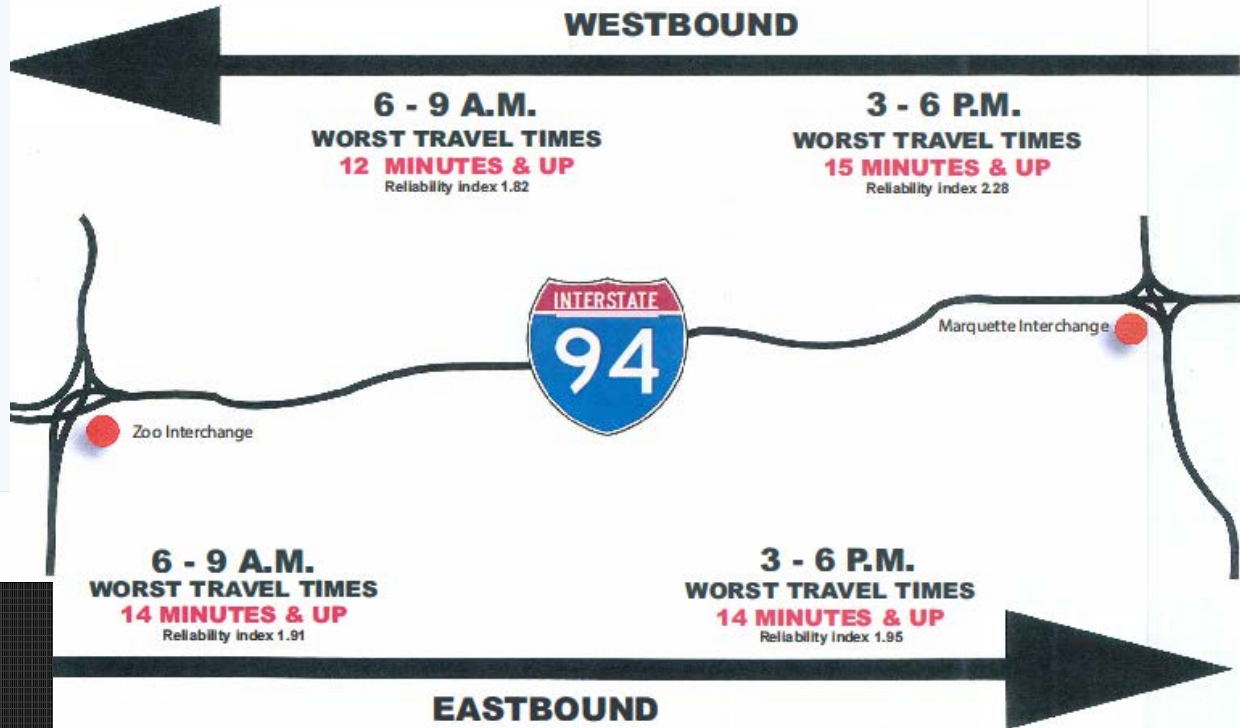 WESTBOUND
6 - 9 A.M.
WORST TRAVEL TIMES
12 MINUTES & UP
Reliability index 1.82
3 - 6 P.M.
WORST TRAVEL TIMES
15 MINUTES & UP
Reliability index 2.28
INTERSTATE
94
Marquette Interchange
Zoo Interchange
6 - 9 A.M.
WORST TRAVEL TIMES
14 MINUTES & UP
Reliability index 1.91
3 - 6 P.M.
WORST TRAVEL TIMES
14 MINUTES & UP
Reliability index 1.95
EASTBOUND